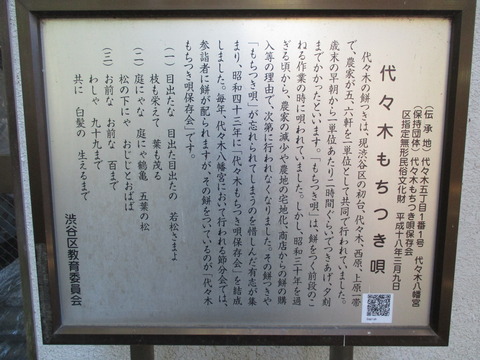 代々木もちつき唄
(伝承地) 代々木五丁目1番1号 代々木八幡宮
(保持団体) 代々木もちつき唄保存会
区指定無形民俗文化財 平成十八年三月九日
代々木の餅つきは、現渋谷区の初台、代々木、西原、上原一帯
で、農家が五、六軒を一単位として共同で行われていました。
歳末の早朝から一単位あたり二時間ぐらいでつきあげ、夕刻
までかかったといいます。「もちつき唄」は、餅をつく前段のこ
ねる作業の時に唄われていました。しかし、昭和三十年を過
ぎる頃から、農家の減少や農地の宅地化、商店からの餅の購
入等の理由で、次第に行われなくなりました。その餅つきや
「もちつき唄」が忘れられてしまうのを惜しんだ有志が集
まり、昭和四十三年に「代々木もちつき唄保存会」を結成
しました。毎年、代々木八幡宮において行われる節分会では、
参詣者に餅が配られますが、その餅をついているのが「代々木
もちつき唄保存会」です。
(一) 目出たな 目出た目出たの 若松さまよ
枝も栄えて 葉も茂る
(二) 庭にゃな 庭にゃ鶴亀 五葉の松
松の下にゃ おじじとおばば
(三) お前な お前な 百まで
わしゃ 九十九まで
共に 白髪の 生えるまで
渋谷区教育委員会